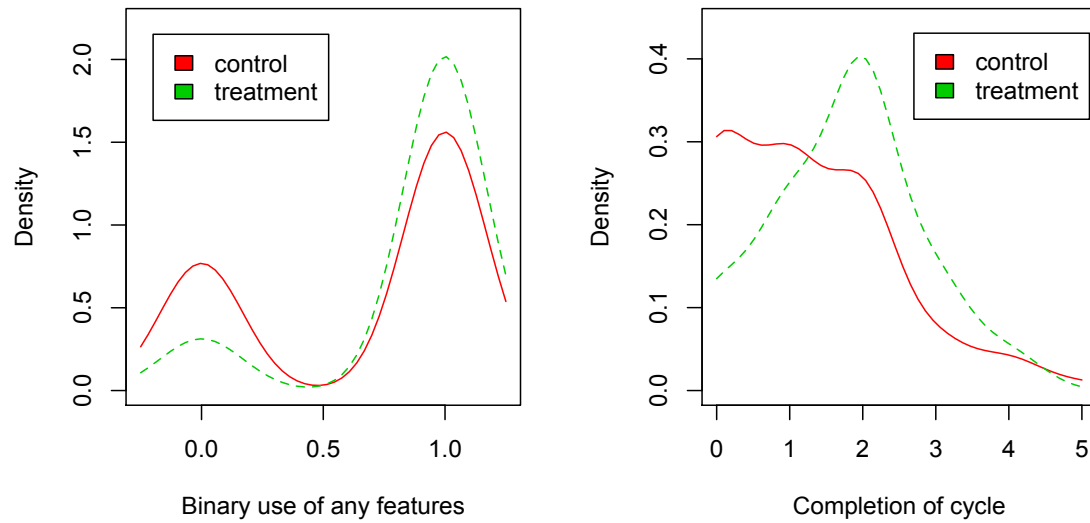 control
treatment
Density
0.0
0.5
1.0
1.5
2.0
0.0
0.5
1.0
Binary use of any features
control
treatment
Density
0.0
0.1
0.2
0.3
0.4
0
1
2
3
4
5
Completion of cycle